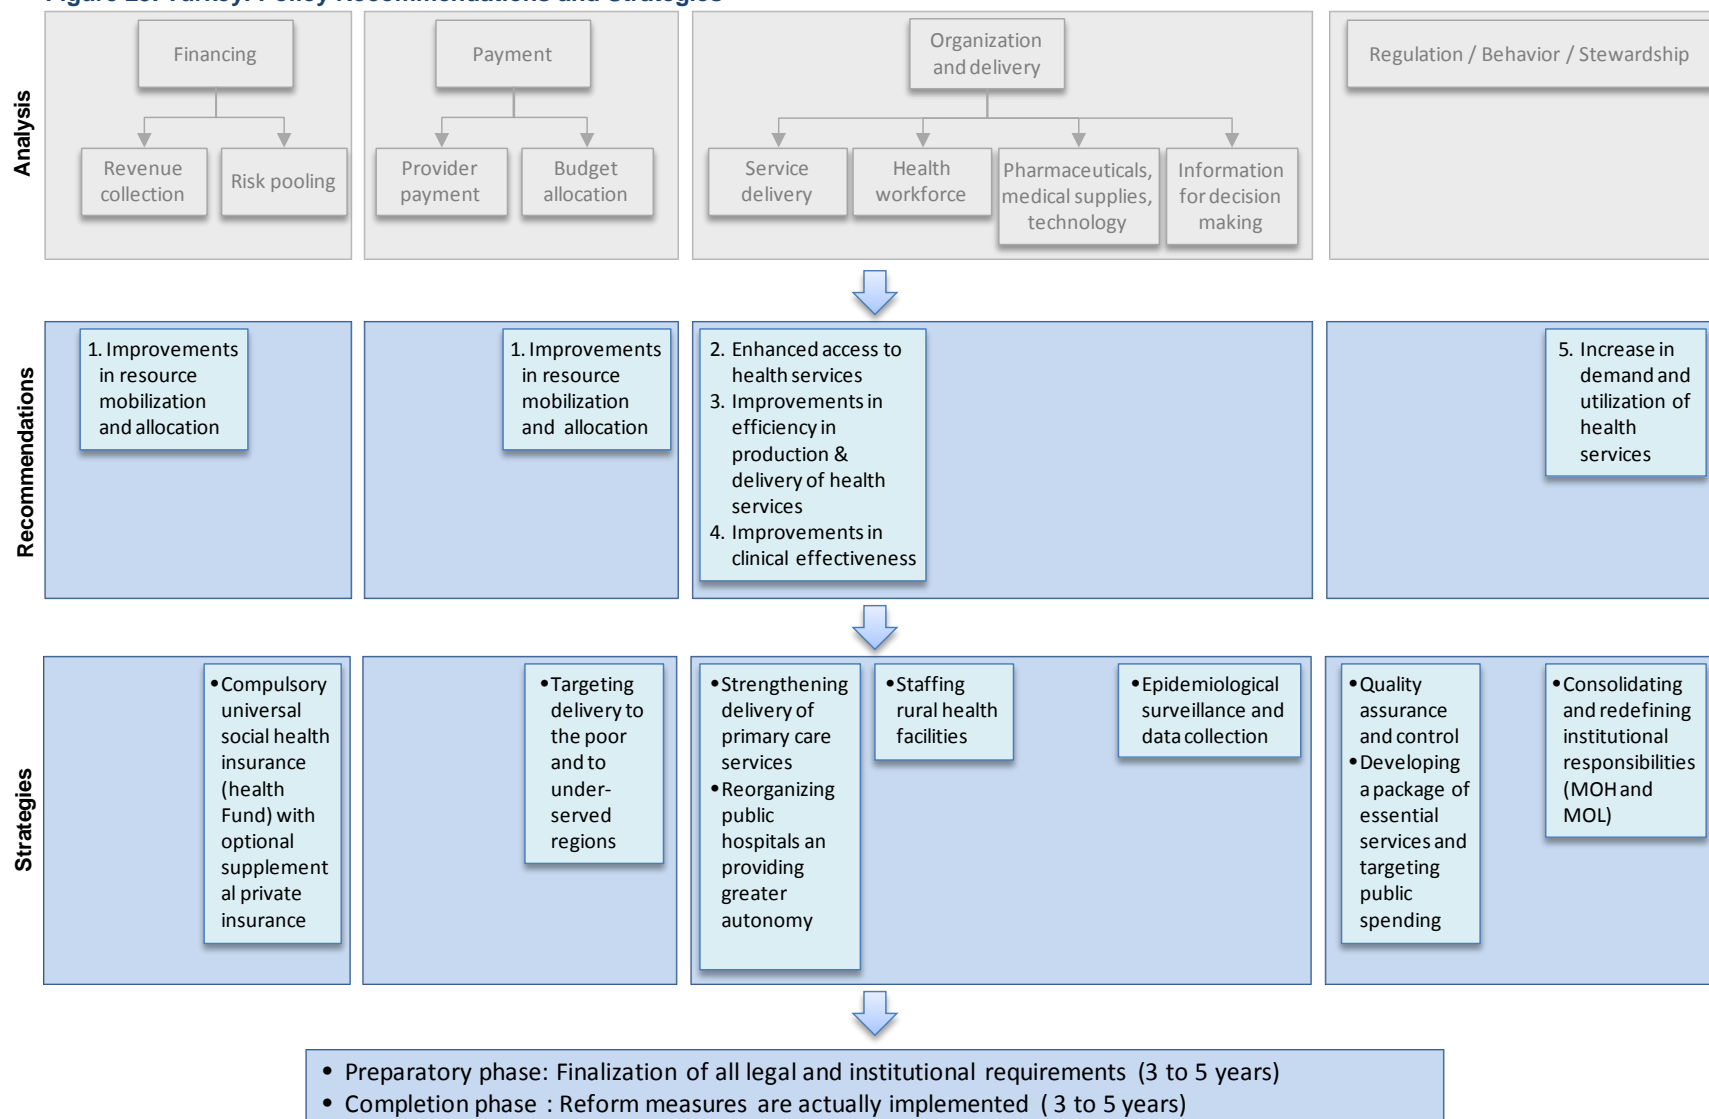 Figure 20. Turkey: Policy Recommendations and Strategies
Analysis
Financing
Revenue
collection
Risk pooling
Payment
Provider
payment
Budget
allocation
Organization
and delivery
Service
delivery
Health
workforce
Pharmaceuticals,
medical supplies,
technology
Information
for decision
making
Regulation / Behavior / Stewardship
Recommendations
1. Improvements
in resource
mobilization
and allocation
1. Improvements
in resource
mobilization
and allocation
2. Enhanced access to
health services
3. Improvements in
efficiency in
production &
delivery of health
services
4. Improvements in
clinical effectiveness
5. Increase in
demand and
utilization of
health
services
Strategies
• Compulsory
universal
social health
insurance
(health
Fund) with
optional
supplement
al private
insurance
• Targeting
delivery to
the poor
and to
under-
served
regions
• Strengthening
delivery of
primary care
services
• Reorganizing
public
hospitals an
providing
greater
autonomy
• Staffing
rural health
facilities
• Epidemiological
surveillance and
data collection
• Quality
assurance
and control
• Developing
a package of
essential
services and
targeting
public
spending
• Consolidating
and redefining
institutional
responsibilities
(MOH and
MOL)
• Preparatory phase: Finalization of all legal and institutional requirements (3 to 5 years)
• Completion phase : Reform measures are actually implemented ( 3 to 5 years)